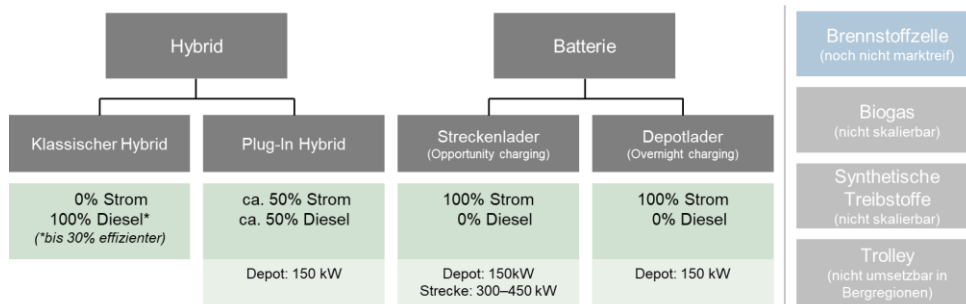 Hybrid
Batterie
Klassischer Hybrid
Plug-In Hybrid
Streckenlader
(Opportunity charging)
Depotlader
(Overnight charging)
0% Strom
100% Diesel*
(*bis 30% effizienter)
ca. 50% Strom
ca. 50% Diesel
100% Strom
0% Diesel
100% Strom
0% Diesel
Depot: 150 kW
Depot: 150kW
Strecke: 300–450 kW
Depot: 150 kW
Brennstoffzelle
(noch nicht marktreif)
Biogas
(nicht skalierbar)
Synthetische
Treibstoffe
(nicht skalierbar)
Trolley
(nicht umsetzbar in
Bergregionen)